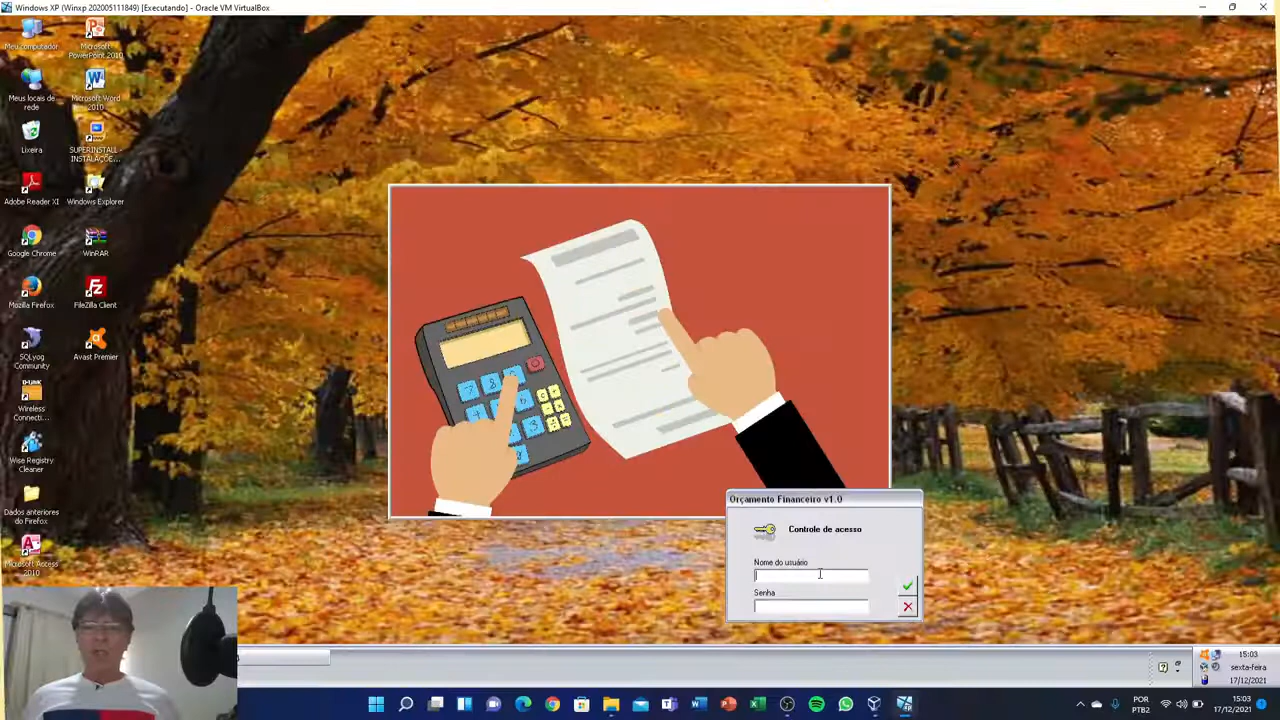 Windows XP (Winxp 202005111849) [Executando] - Oracle VM VirtualBox
Meu computador
Microsoft PowerPoint 2010
Meus locais de rede
Microsoft Word 2010
Lixeira
SUPERINSTALL - INSTALAÇÕE...
Adobe Reader XI
Windows Explorer
Google Chrome
WinRAR
Mozilla Firefox
FileZilla Client
SQLyog Community
Avast Premier
D-Link
Wireless Connecti...
Wise Registry Cleaner
Dados anteriores do Firefox
Microsoft Access 2010
Orçamento Financeiro v1.0
Controle de acesso
Nome do usuário
Senha
15:03
sexta-feira
17/12/2021
POR
PTB2
15:03
17/12/2021